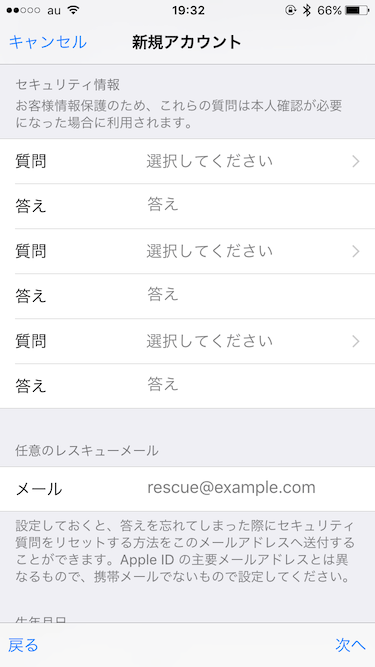 au 19:32 66%
キャンセル 新規アカウント
セキュリティ情報
お客様情報保護のため、これらの質問は本人確認が必要
になった場合に利用されます。
質問 選択してください
答え 答え
質問 選択してください
答え 答え
質問 選択してください
答え 答え
任意のレスキューメール
メール rescue@example.com
設定しておくと、答えを忘れてしまった際にセキュリティ
質問をリセットする方法をこのメールアドレスへ送付する
ことができます。Apple ID の主要メールアドレスとは異
なるもので、携帯メールでないもので設定してください。
生年月日
戻る 次へ